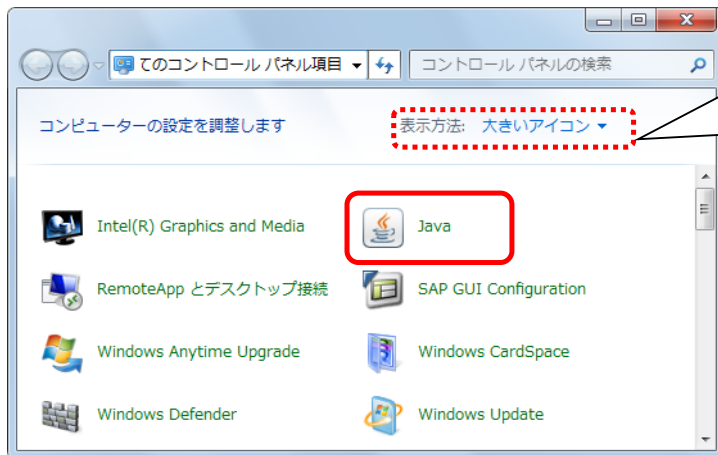 てのコントロール パネル項目
コントロール パネルの検索
コンピューターの設定を調整します
表示方法: 大きいアイコン
Intel(R) Graphics and Media
Java
RemoteApp とデスクトップ接続
SAP GUI Configuration
Windows Anytime Upgrade
Windows CardSpace
Windows Defender
Windows Update